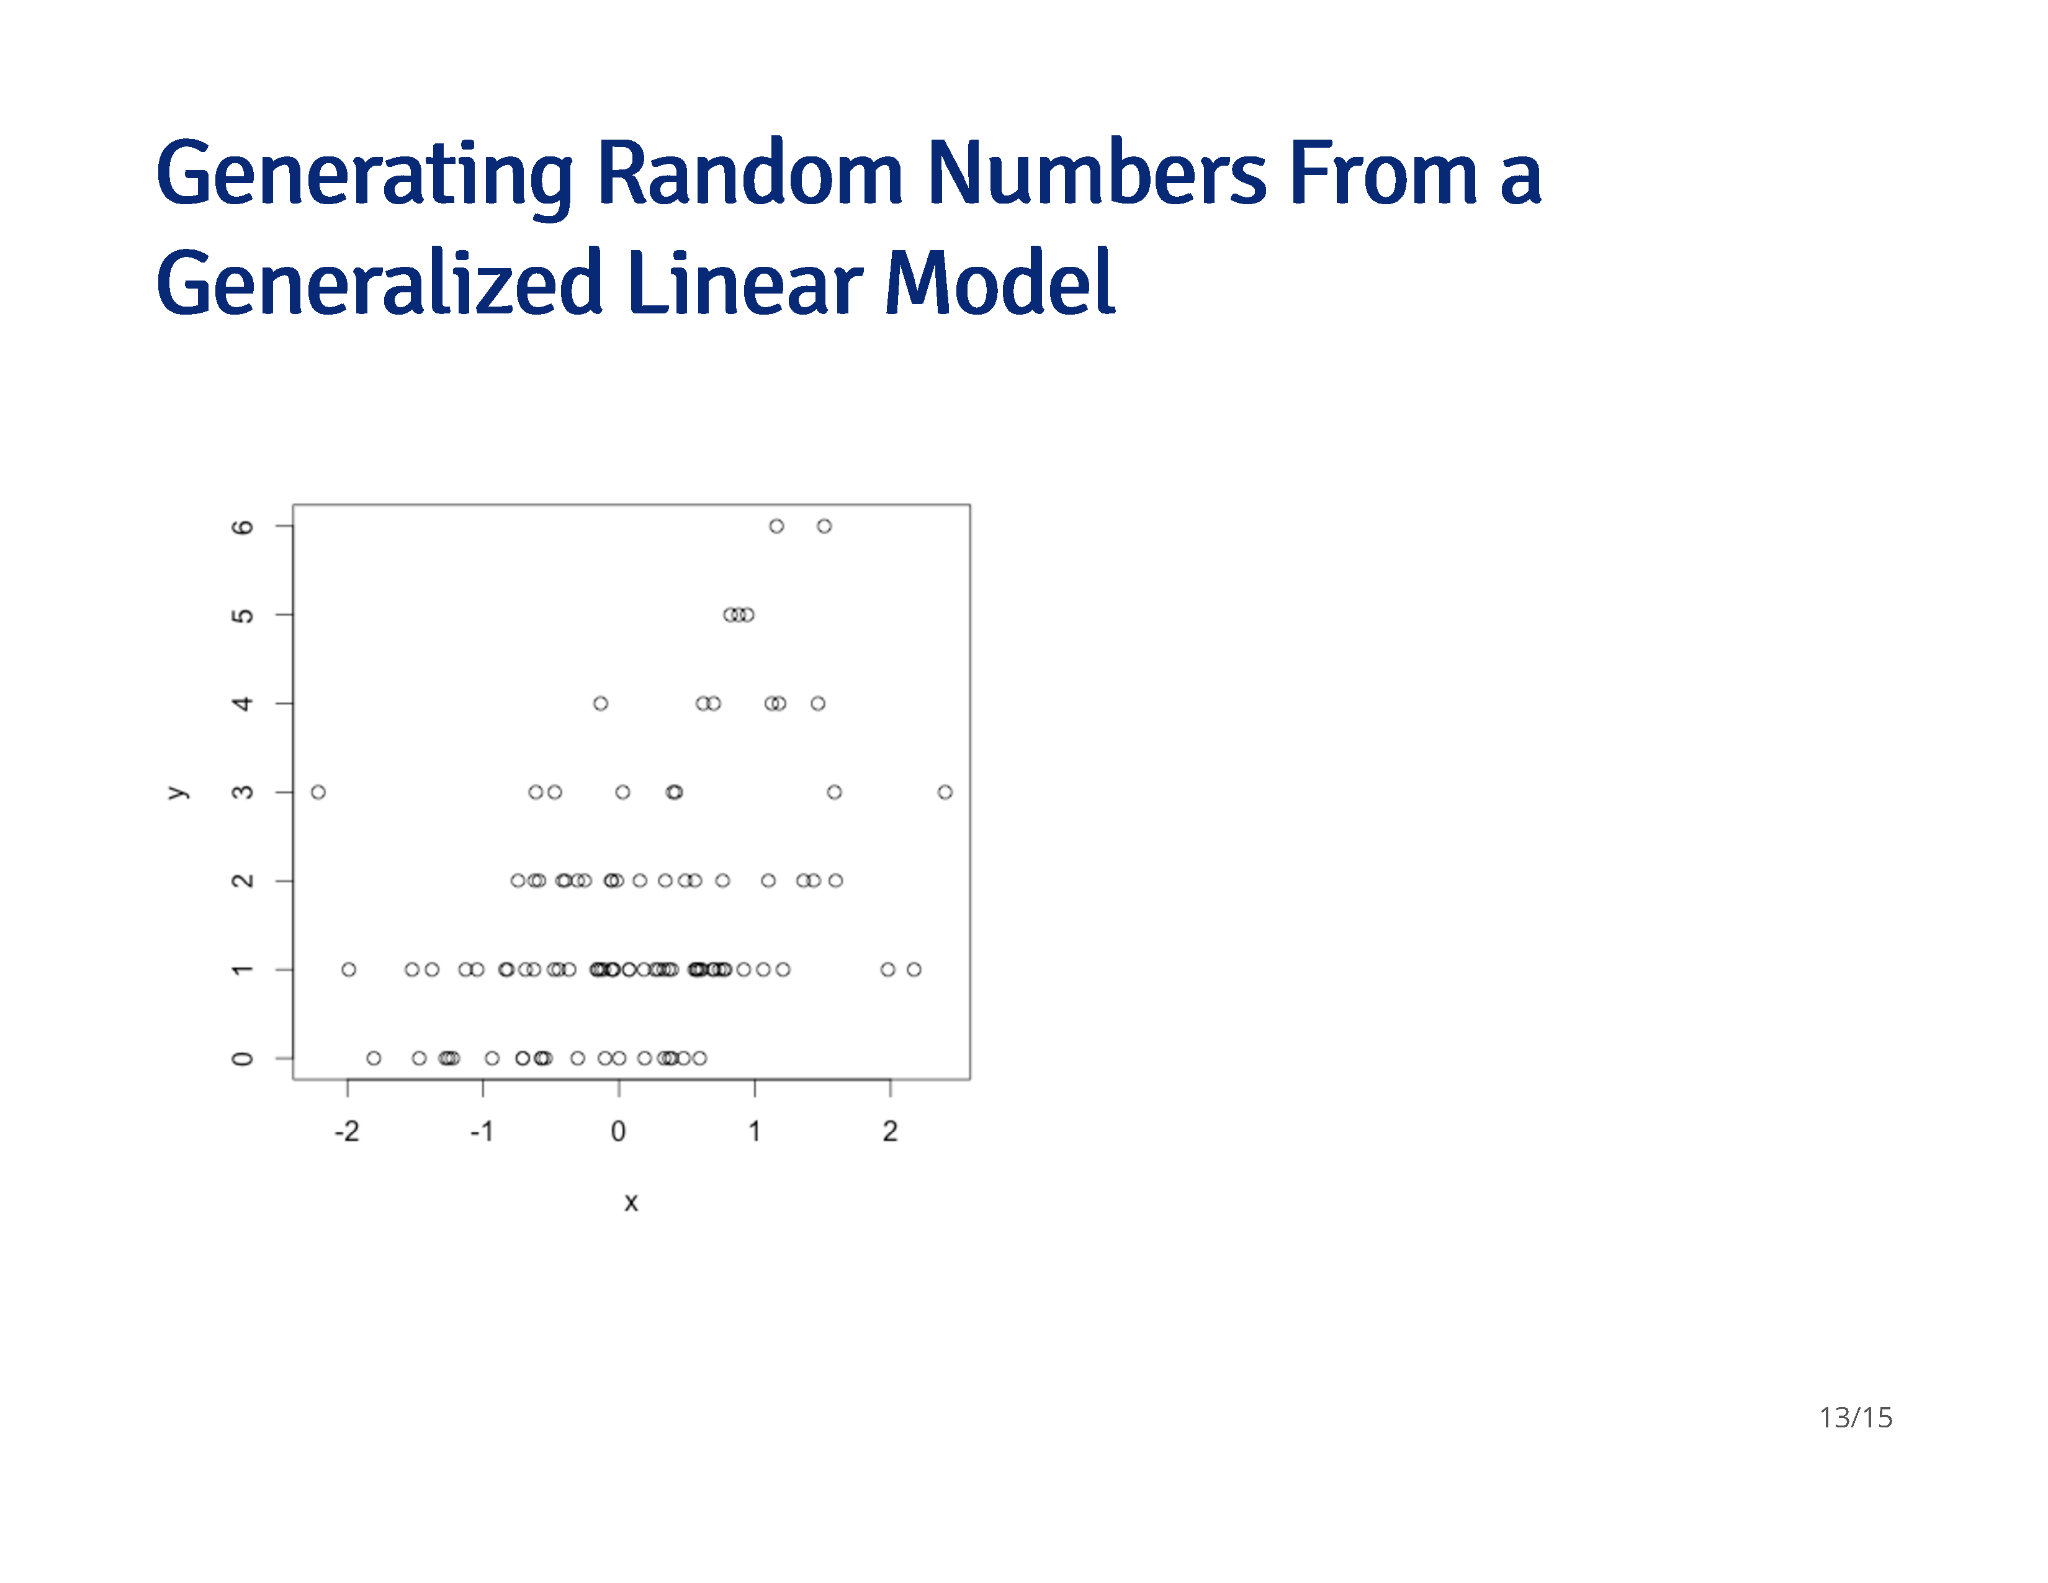 Generating Random Numbers From a
Generalized Linear Model
6
5
4
3
2
1
0
y
-2 -1 0 1 2
x
13/15